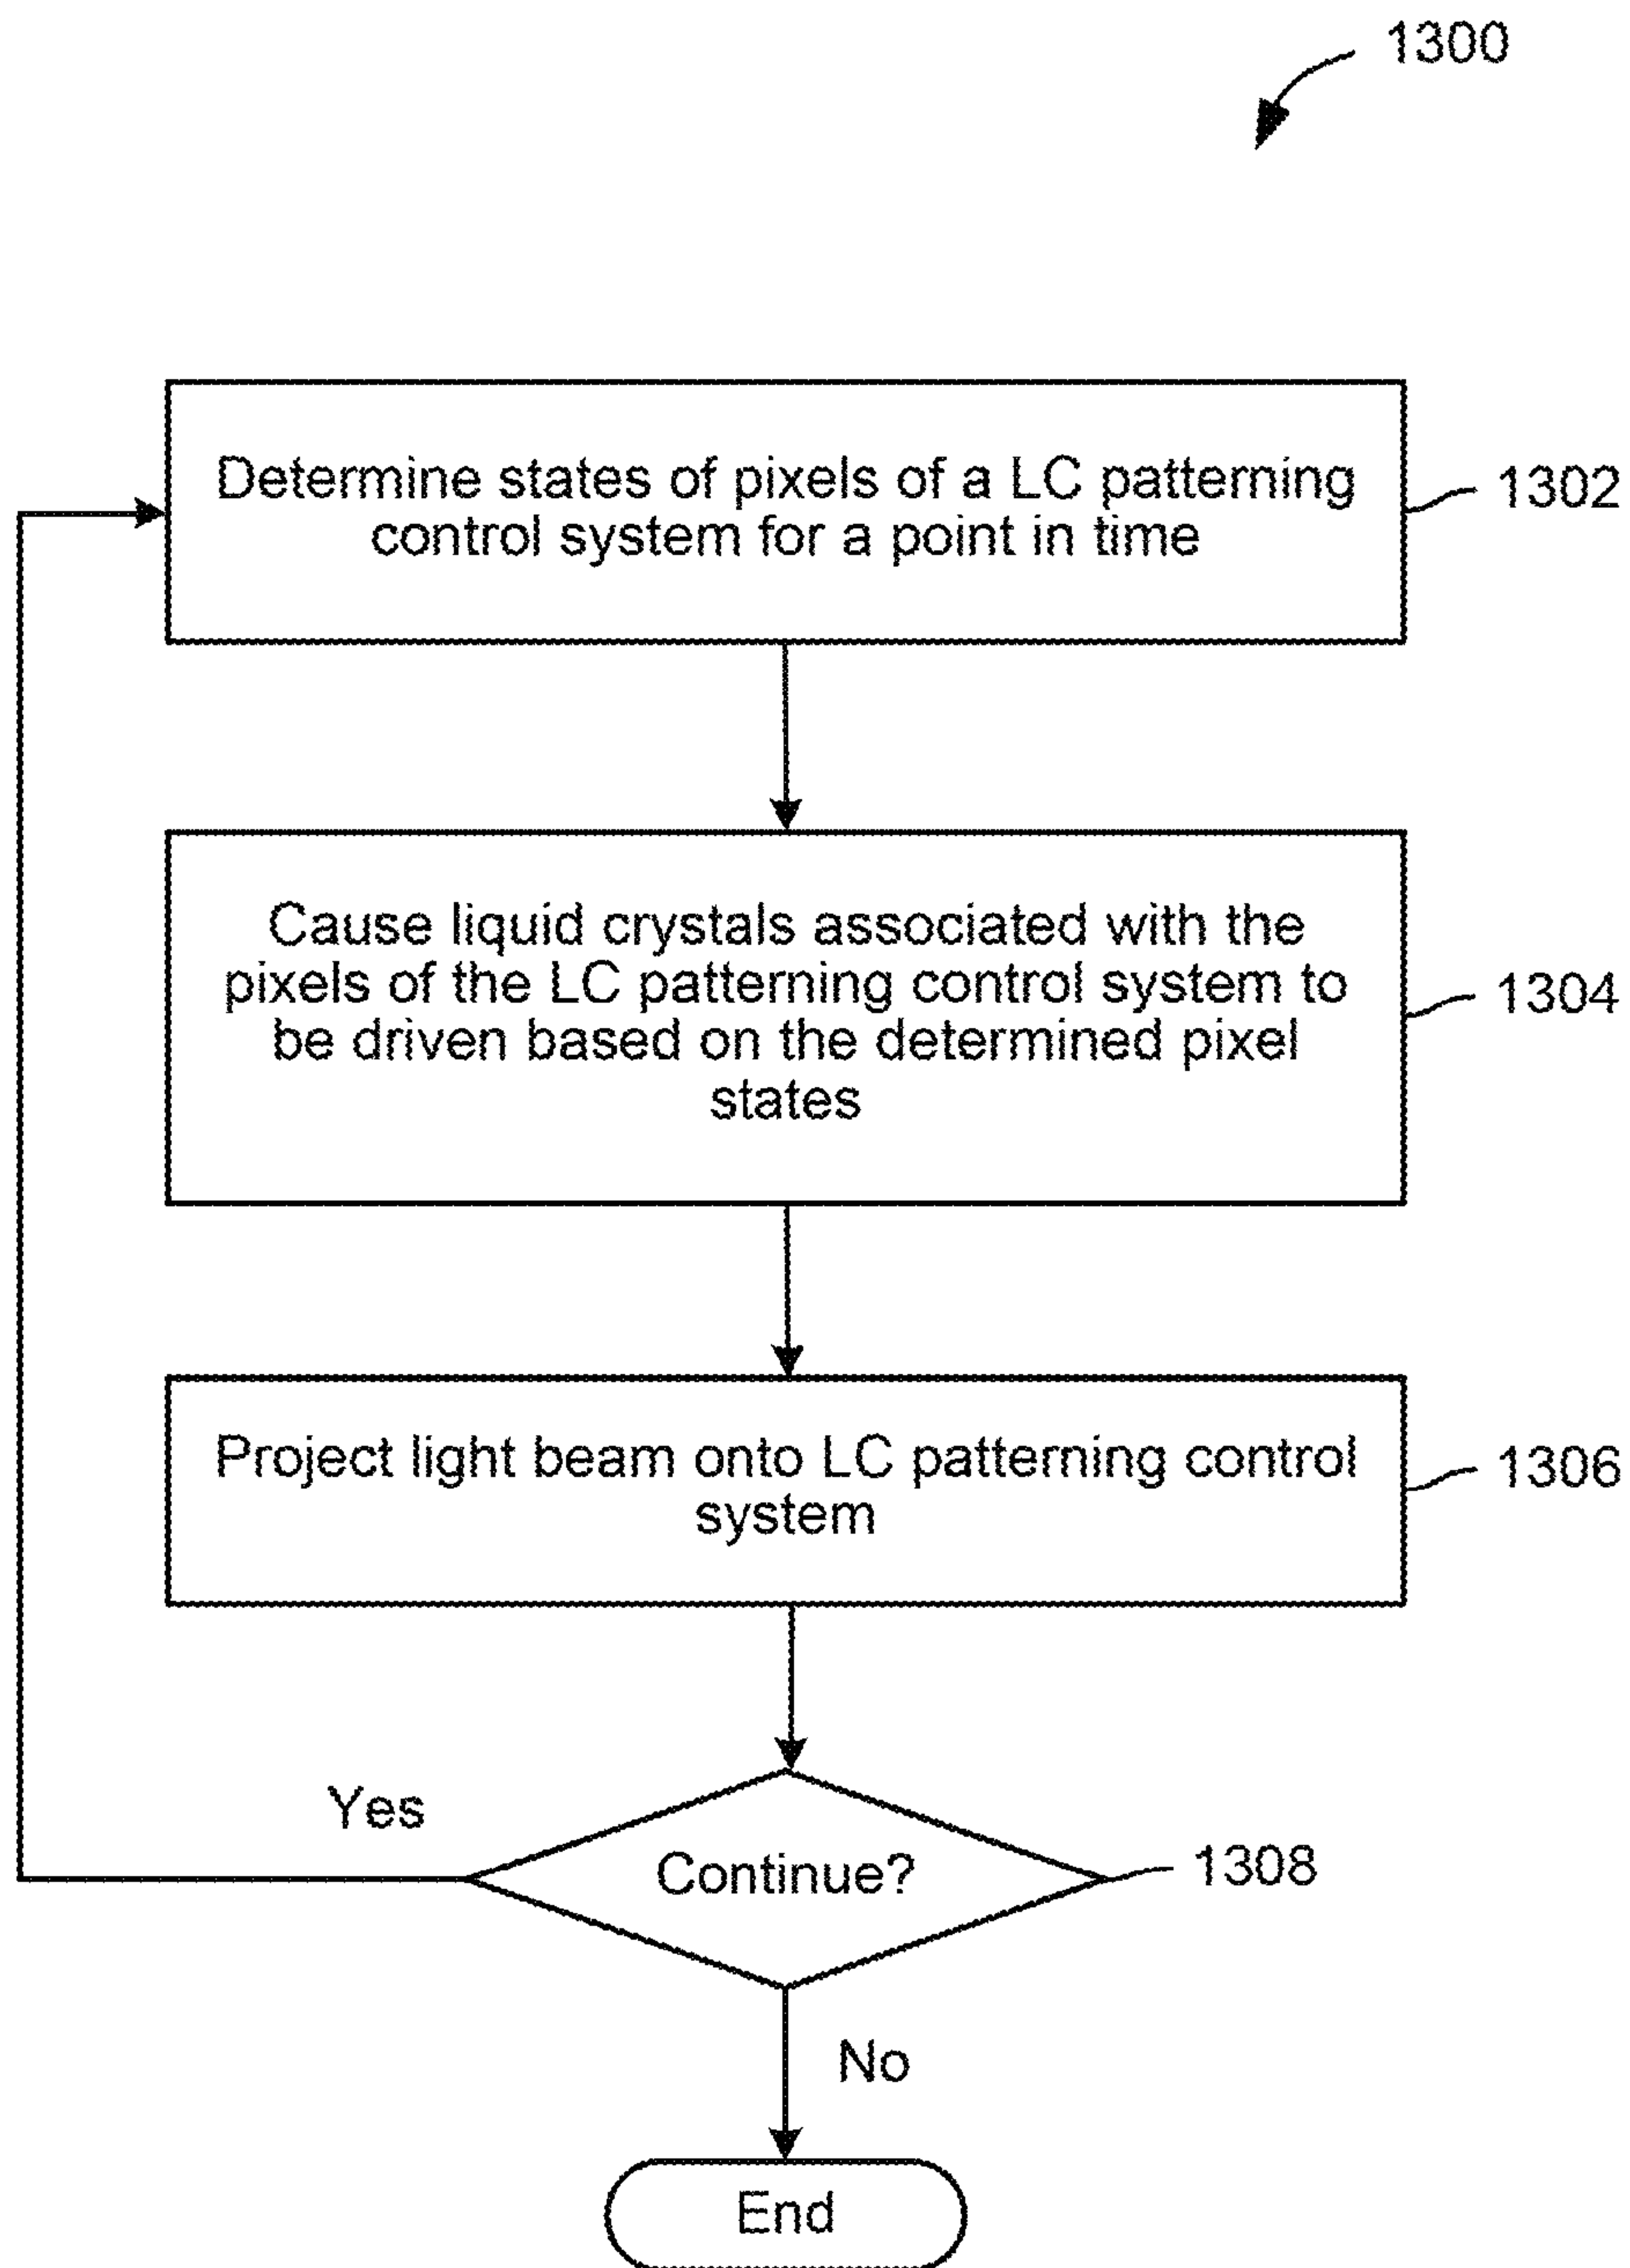 1300
Determine states of pixels of a LC patterning
control system for a point in time
1302
Cause liquid crystals associated with the
pixels of the LC patterning control system to
be driven based on the determined pixel
states
1304
Project light beam onto LC patterning control
system
1306
Yes
Continue?
1308
No
End